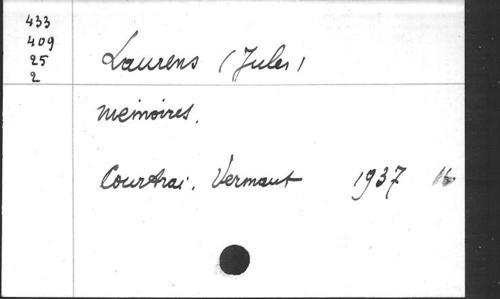 433
409
25
2
Laurens (Jules)
Mémoires.
Courtrai. Vermaut 1937